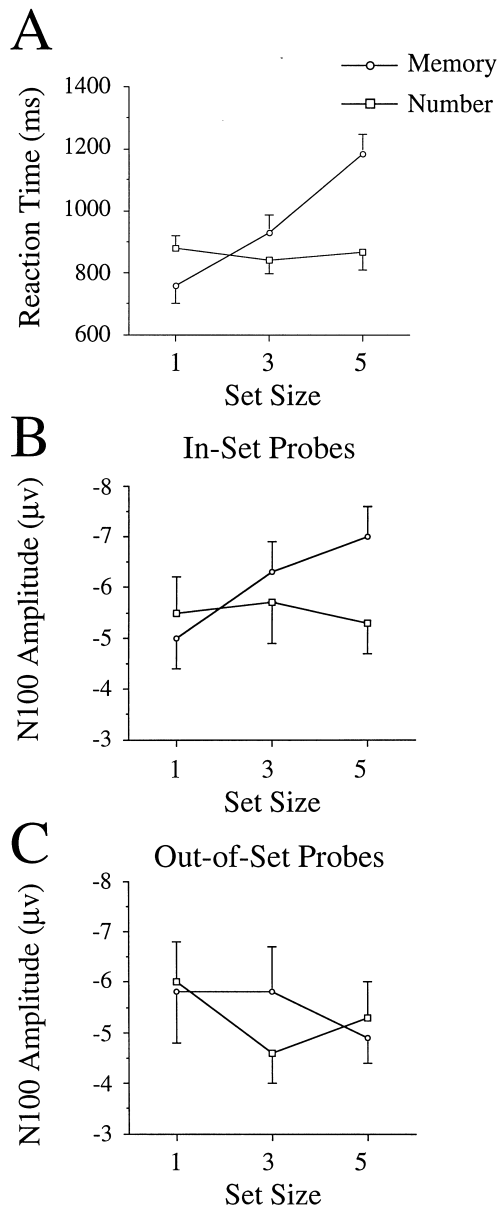 A
Memory
Number
Reaction Time (ms)
1400
1200
1000
800
600
1 3 5
Set Size
B
In-Set Probes
N100 Amplitude (μv)
-8
-7
-6
-5
-4
-3
1 3 5
Set Size
C
Out-of-Set Probes
N100 Amplitude (μv)
-8
-7
-6
-5
-4
-3
1 3 5
Set Size